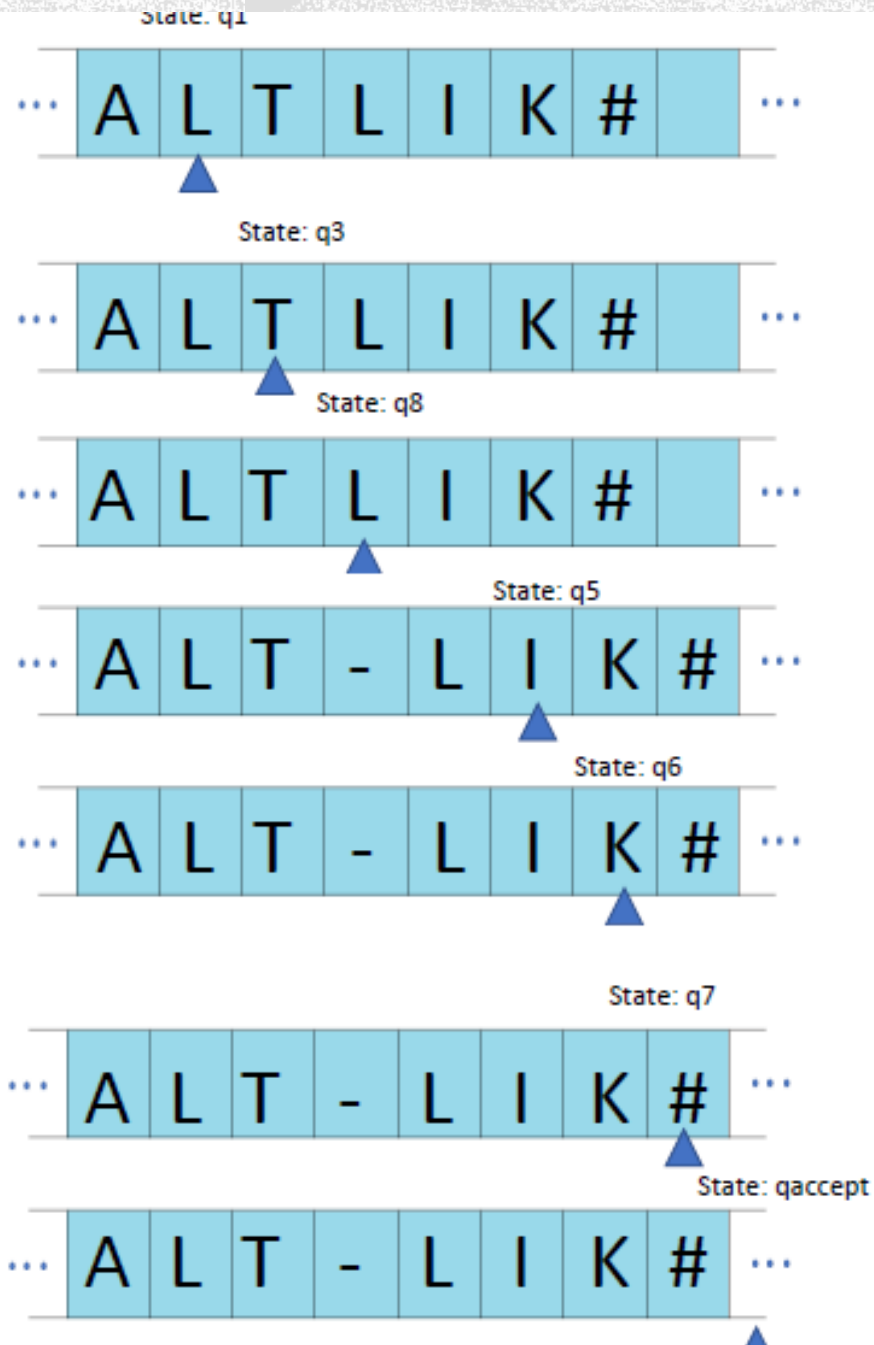 State: q1
... A L T L I K # ...
State: q3
... A L T L I K # ...
State: q8
... A L T L I K # ...
State: q5
... A L T - L I K # ...
State: q6
... A L T - L I K # ...
State: q7
... A L T - L I K # ...
State: qaccept
... A L T - L I K # ...